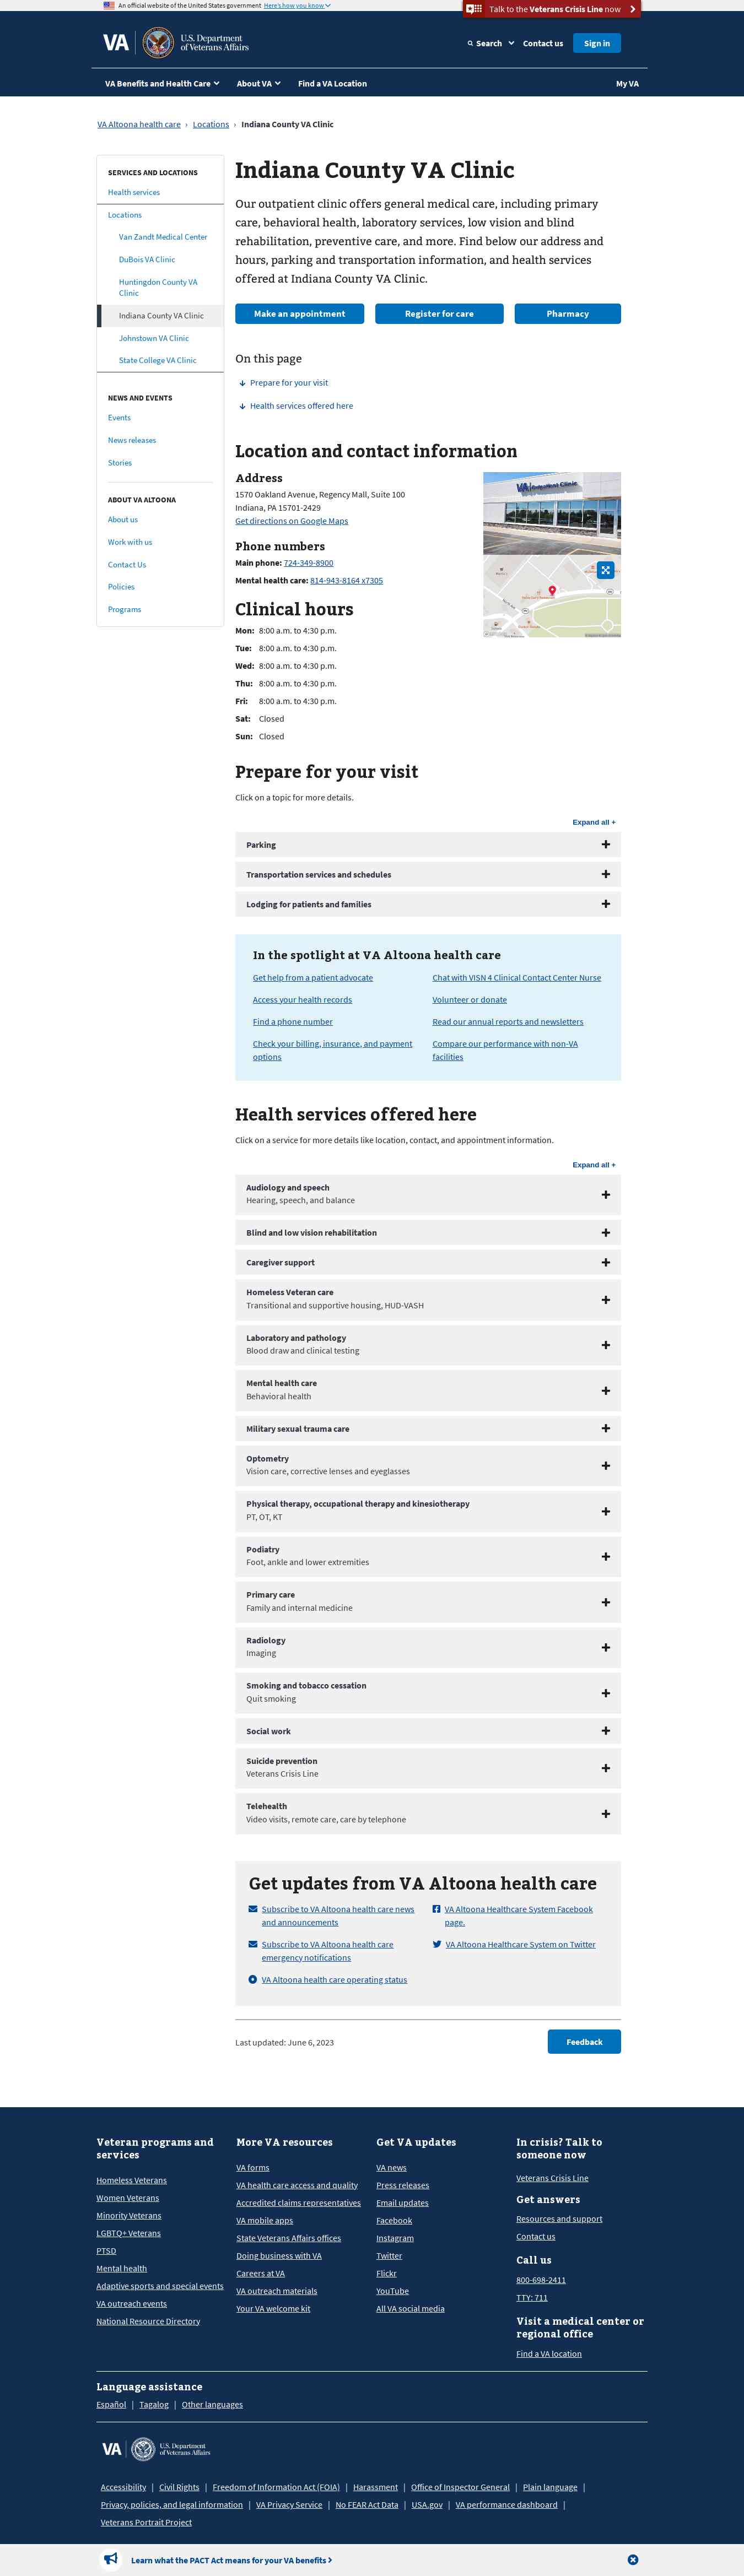 An official website of the United States government Here's how you know
Talk to the Veterans Crisis Line now
VA U.S. Department of Veterans Affairs
Search
Contact us
Sign in
VA Benefits and Health Care
About VA
Find a VA Location
My VA
VA Altoona health care › Locations › Indiana County VA Clinic
SERVICES AND LOCATIONS
Health services
Locations
Van Zandt Medical Center
DuBois VA Clinic
Huntingdon County VA
Clinic
Indiana County VA Clinic
Johnstown VA Clinic
State College VA Clinic
NEWS AND EVENTS
Events
News releases
Stories
ABOUT VA ALTOONA
About us
Work with us
Contact Us
Policies
Programs
Indiana County VA Clinic
Our outpatient clinic offers general medical care, including primary
care, behavioral health, laboratory services, low vision and blind
rehabilitation, preventive care, and more. Find below our address and
hours, parking and transportation information, and health services
offered at Indiana County VA Clinic.
Make an appointment
Register for care
Pharmacy
On this page
Prepare for your visit
Health services offered here
Location and contact information
Address
1570 Oakland Avenue, Regency Mall, Suite 100
Indiana, PA 15701-2429
Get directions on Google Maps
Phone numbers
Main phone: 724-349-8900
Mental health care: 814-943-8164 x7305
VA Outpatient Clinic
Clinical hours
Mon: 8:00 a.m. to 4:30 p.m.
Tue: 8:00 a.m. to 4:30 p.m.
Wed: 8:00 a.m. to 4:30 p.m.
Thu: 8:00 a.m. to 4:30 p.m.
Fri: 8:00 a.m. to 4:30 p.m.
Sat: Closed
Sun: Closed
Prepare for your visit
Click on a topic for more details.
Expand all +
Parking
Transportation services and schedules
Lodging for patients and families
In the spotlight at VA Altoona health care
Get help from a patient advocate
Access your health records
Find a phone number
Check your billing, insurance, and payment
options
Chat with VISN 4 Clinical Contact Center Nurse
Volunteer or donate
Read our annual reports and newsletters
Compare our performance with non-VA
facilities
Health services offered here
Click on a service for more details like location, contact, and appointment information.
Expand all +
Audiology and speech
Hearing, speech, and balance
Blind and low vision rehabilitation
Caregiver support
Homeless Veteran care
Transitional and supportive housing, HUD-VASH
Laboratory and pathology
Blood draw and clinical testing
Mental health care
Behavioral health
Military sexual trauma care
Optometry
Vision care, corrective lenses and eyeglasses
Physical therapy, occupational therapy and kinesiotherapy
PT, OT, KT
Podiatry
Foot, ankle and lower extremities
Primary care
Family and internal medicine
Radiology
Imaging
Smoking and tobacco cessation
Quit smoking
Social work
Suicide prevention
Veterans Crisis Line
Telehealth
Video visits, remote care, care by telephone
Get updates from VA Altoona health care
Subscribe to VA Altoona health care news
and announcements
Subscribe to VA Altoona health care
emergency notifications
VA Altoona health care operating status
VA Altoona Healthcare System Facebook
page.
VA Altoona Healthcare System on Twitter
Last updated: June 6, 2023
Feedback
Veteran programs and
services
Homeless Veterans
Women Veterans
Minority Veterans
LGBTQ+ Veterans
PTSD
Mental health
Adaptive sports and special events
VA outreach events
National Resource Directory
More VA resources
VA forms
VA health care access and quality
Accredited claims representatives
VA mobile apps
State Veterans Affairs offices
Doing business with VA
Careers at VA
VA outreach materials
Your VA welcome kit
Get VA updates
VA news
Press releases
Email updates
Facebook
Instagram
Twitter
Flickr
YouTube
All VA social media
In crisis? Talk to
someone now
Veterans Crisis Line
Get answers
Resources and support
Contact us
Call us
800-698-2411
TTY: 711
Visit a medical center or
regional office
Find a VA location
Language assistance
Español | Tagalog | Other languages
VA U.S. Department of Veterans Affairs
Accessibility | Civil Rights | Freedom of Information Act (FOIA) | Harassment | Office of Inspector General | Plain language |
Privacy, policies, and legal information | VA Privacy Service | No FEAR Act Data | USA.gov | VA performance dashboard |
Veterans Portrait Project
Learn what the PACT Act means for your VA benefits